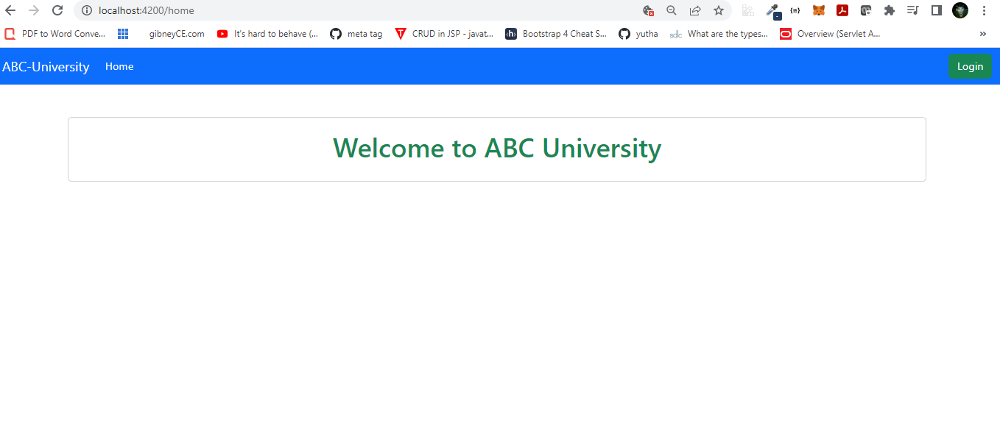 localhost:4200/home
PDF to Word Conve... gibneyCE.com It's hard to behave (... meta tag CRUD in JSP - javat... Bootstrap 4 Cheat S... yutha sdlc What are the types... Overview (Servlet A... »
ABC-University Home Login
Welcome to ABC University